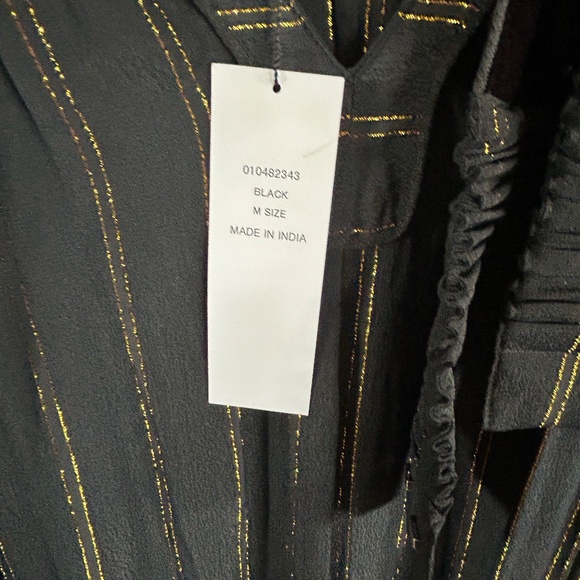 010482343
BLACK
M SIZE
MADE IN INDIA